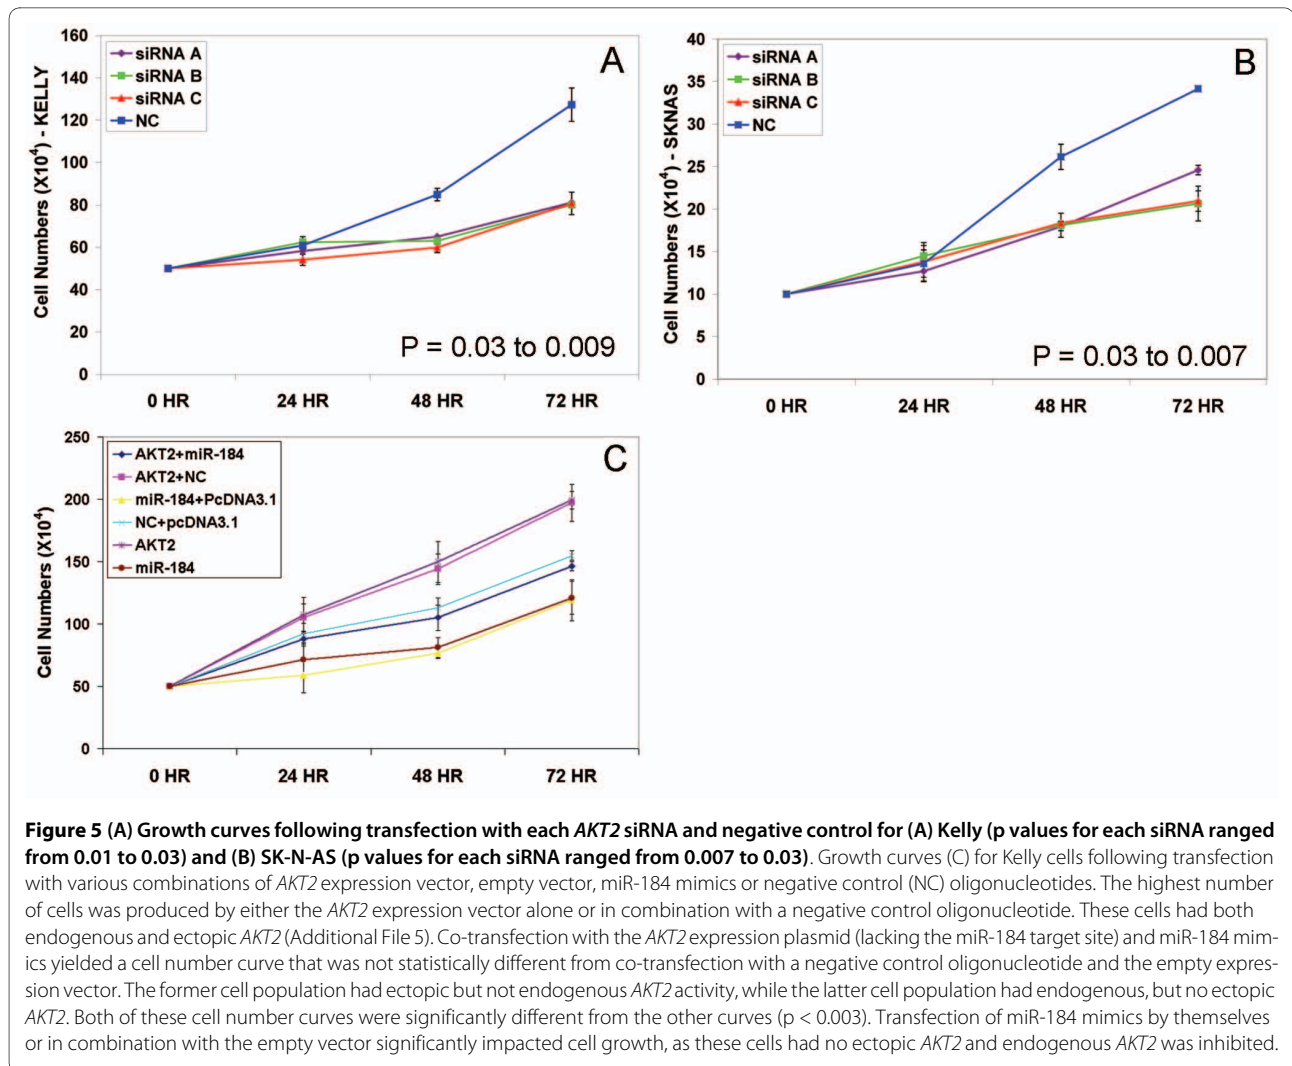 160
140
120
100
80
60
40
20
0
Cell Numbers (X10⁴) - KELLY
siRNA A
siRNA B
siRNA C
NC
A
P = 0.03 to 0.009
0 HR 24 HR 48 HR 72 HR
40
35
30
25
20
15
10
5
0
Cell Numbers (X10⁴) - SKNAS
siRNA A
siRNA B
siRNA C
NC
B
P = 0.03 to 0.007
0 HR 24 HR 48 HR 72 HR
250
200
150
100
50
0
Cell Numbers (X10⁴)
AKT2+miR-184
AKT2+NC
miR-184+PcDNA3.1
NC+pcDNA3.1
AKT2
miR-184
C
0 HR 24 HR 48 HR 72 HR
Figure 5 (A) Growth curves following transfection with each AKT2 siRNA and negative control for (A) Kelly (p values for each siRNA ranged
from 0.01 to 0.03) and (B) SK-N-AS (p values for each siRNA ranged from 0.007 to 0.03). Growth curves (C) for Kelly cells following transfection
with various combinations of AKT2 expression vector, empty vector, miR-184 mimics or negative control (NC) oligonucleotides. The highest number
of cells was produced by either the AKT2 expression vector alone or in combination with a negative control oligonucleotide. These cells had both
endogenous and ectopic AKT2 (Additional File 5). Co-transfection with the AKT2 expression plasmid (lacking the miR-184 target site) and miR-184 mim-
ics yielded a cell number curve that was not statistically different from co-transfection with a negative control oligonucleotide and the empty expres-
sion vector. The former cell population had ectopic but not endogenous AKT2 activity, while the latter cell population had endogenous, but no ectopic
AKT2. Both of these cell number curves were significantly different from the other curves (p < 0.003). Transfection of miR-184 mimics by themselves
or in combination with the empty vector significantly impacted cell growth, as these cells had no ectopic AKT2 and endogenous AKT2 was inhibited.